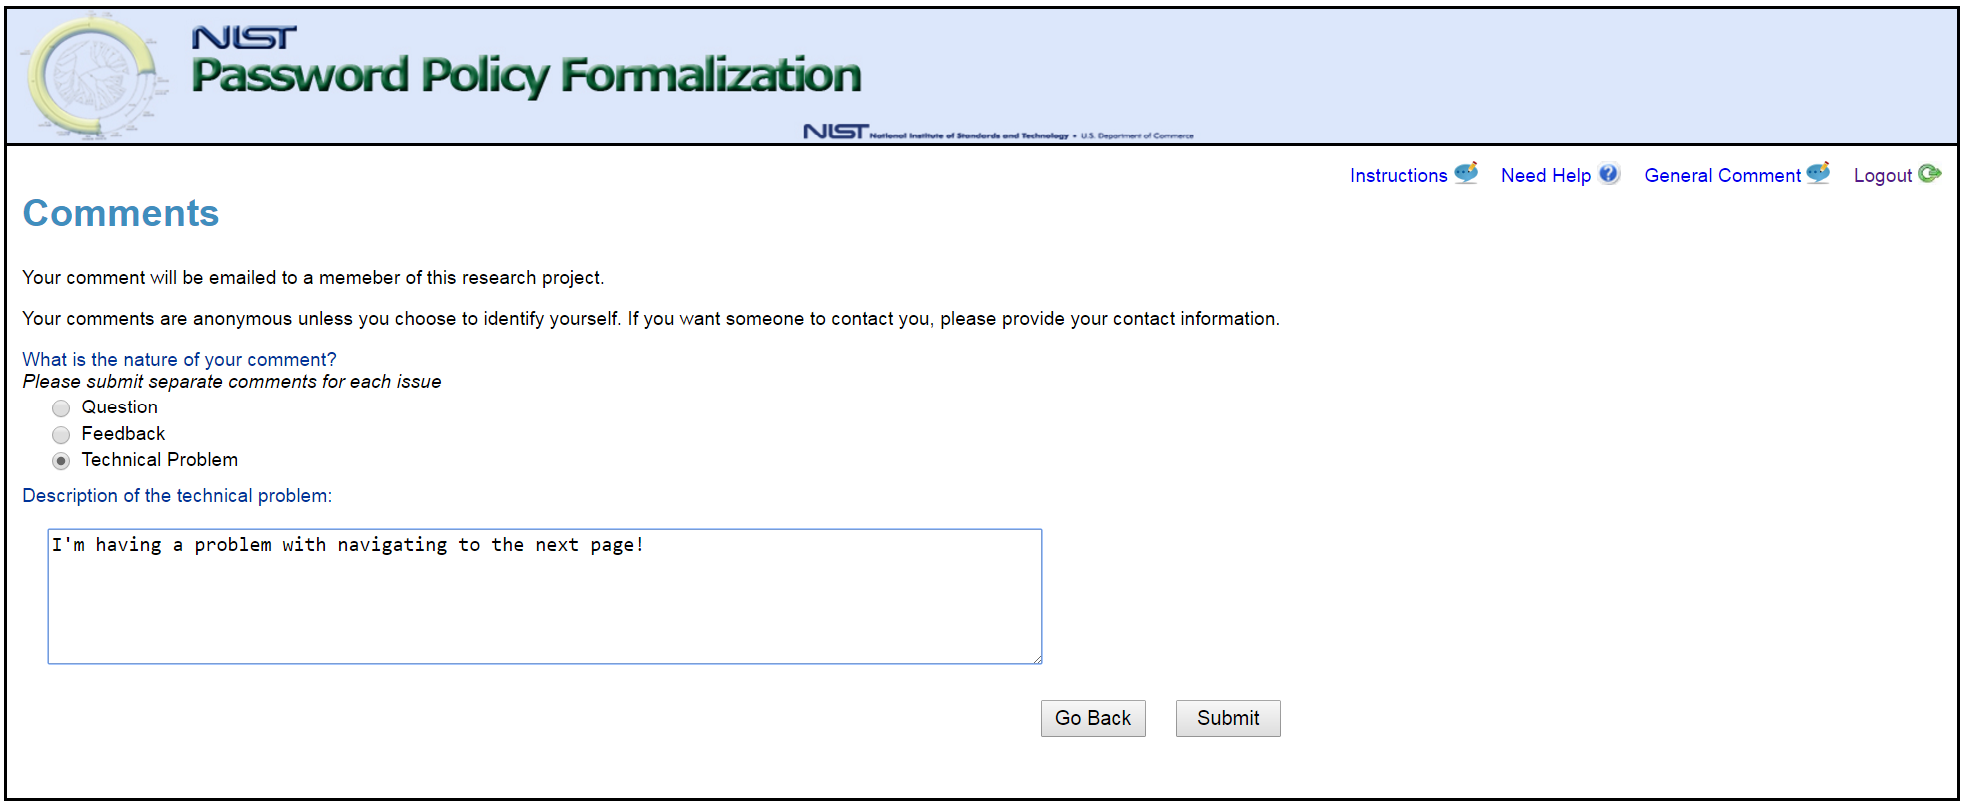 NIST
Password Policy Formalization
NIST National Institute of Standards and Technology • U.S. Department of Commerce
Instructions Need Help General Comment Logout
Comments
Your comment will be emailed to a memeber of this research project.
Your comments are anonymous unless you choose to identify yourself. If you want someone to contact you, please provide your contact information.
What is the nature of your comment?
Please submit separate comments for each issue
Question
Feedback
Technical Problem
Description of the technical problem:
I'm having a problem with navigating to the next page!
Go Back Submit